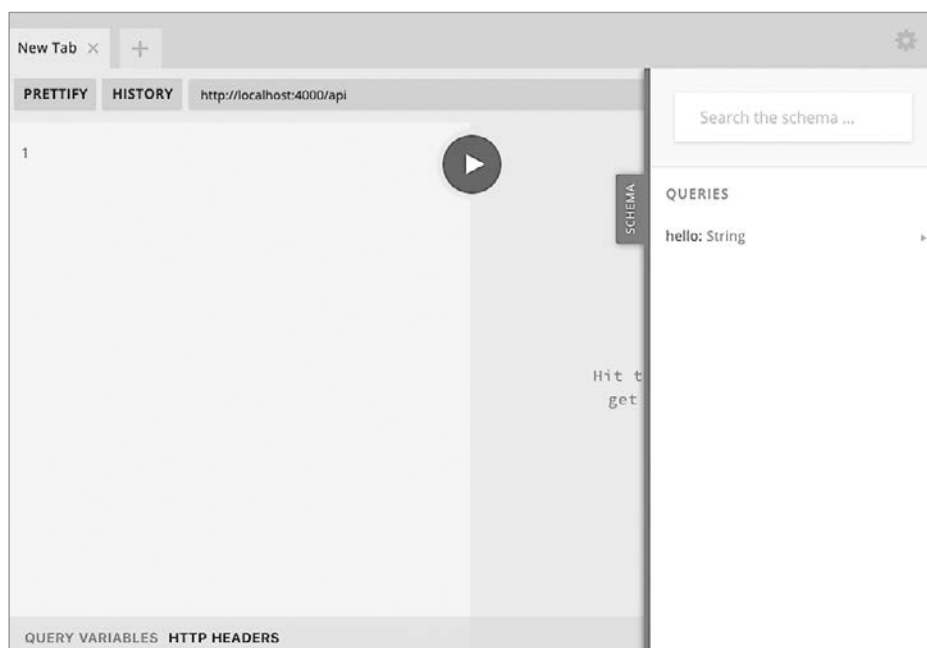 New Tab × +
PRETTIFY HISTORY http://localhost:4000/api
Search the schema ...
1
SCHEMA
QUERIES
hello: String
Hit t
get
QUERY VARIABLES HTTP HEADERS